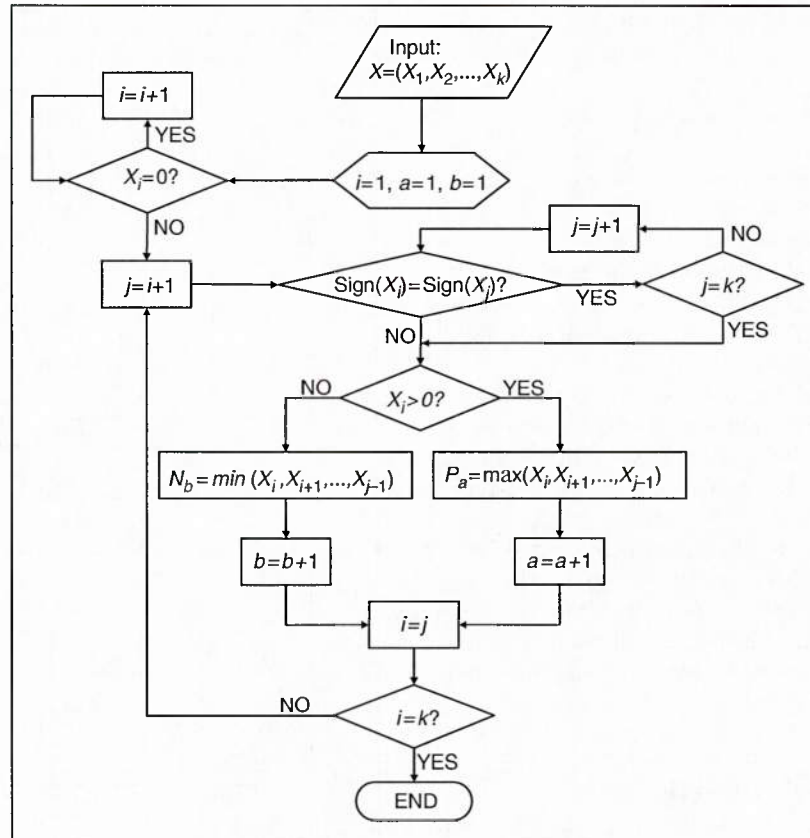 Input:
X=(X₁,X₂,...,Xₖ)
i=i+1
YES
Xᵢ=0?
i=1, a=1, b=1
NO
j=j+1
NO
j=i+1
Sign(Xᵢ)=Sign(Xⱼ)?
YES
j=k?
NO
YES
NO
Xᵢ>0?
YES
N_b=min (Xᵢ,Xᵢ₊₁,...,Xⱼ₋₁)
Pₐ=max(Xᵢ,Xᵢ₊₁,...,Xⱼ₋₁)
b=b+1
a=a+1
i=j
NO
i=k?
YES
END